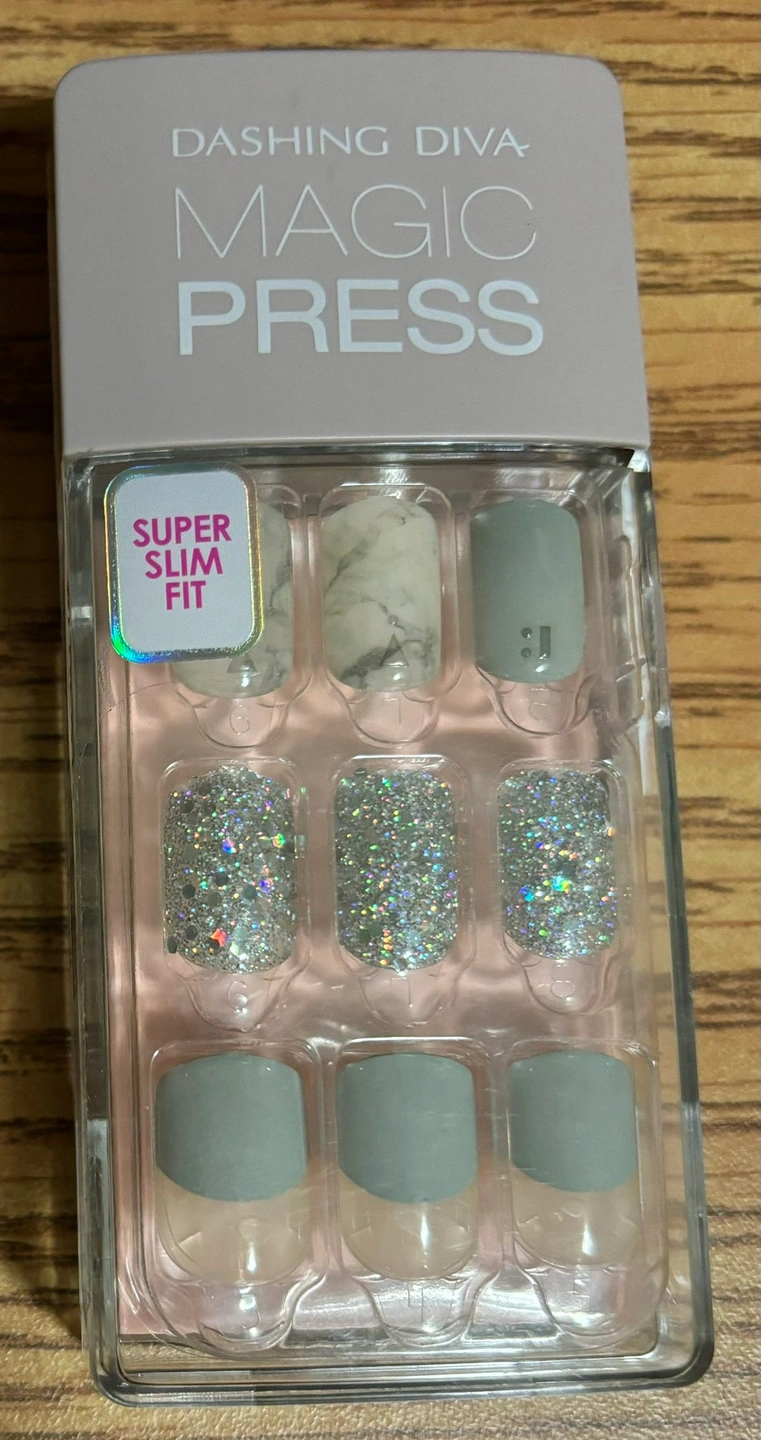 DASHING DIVA
MAGIC
PRESS
SUPER
SLIM
FIT